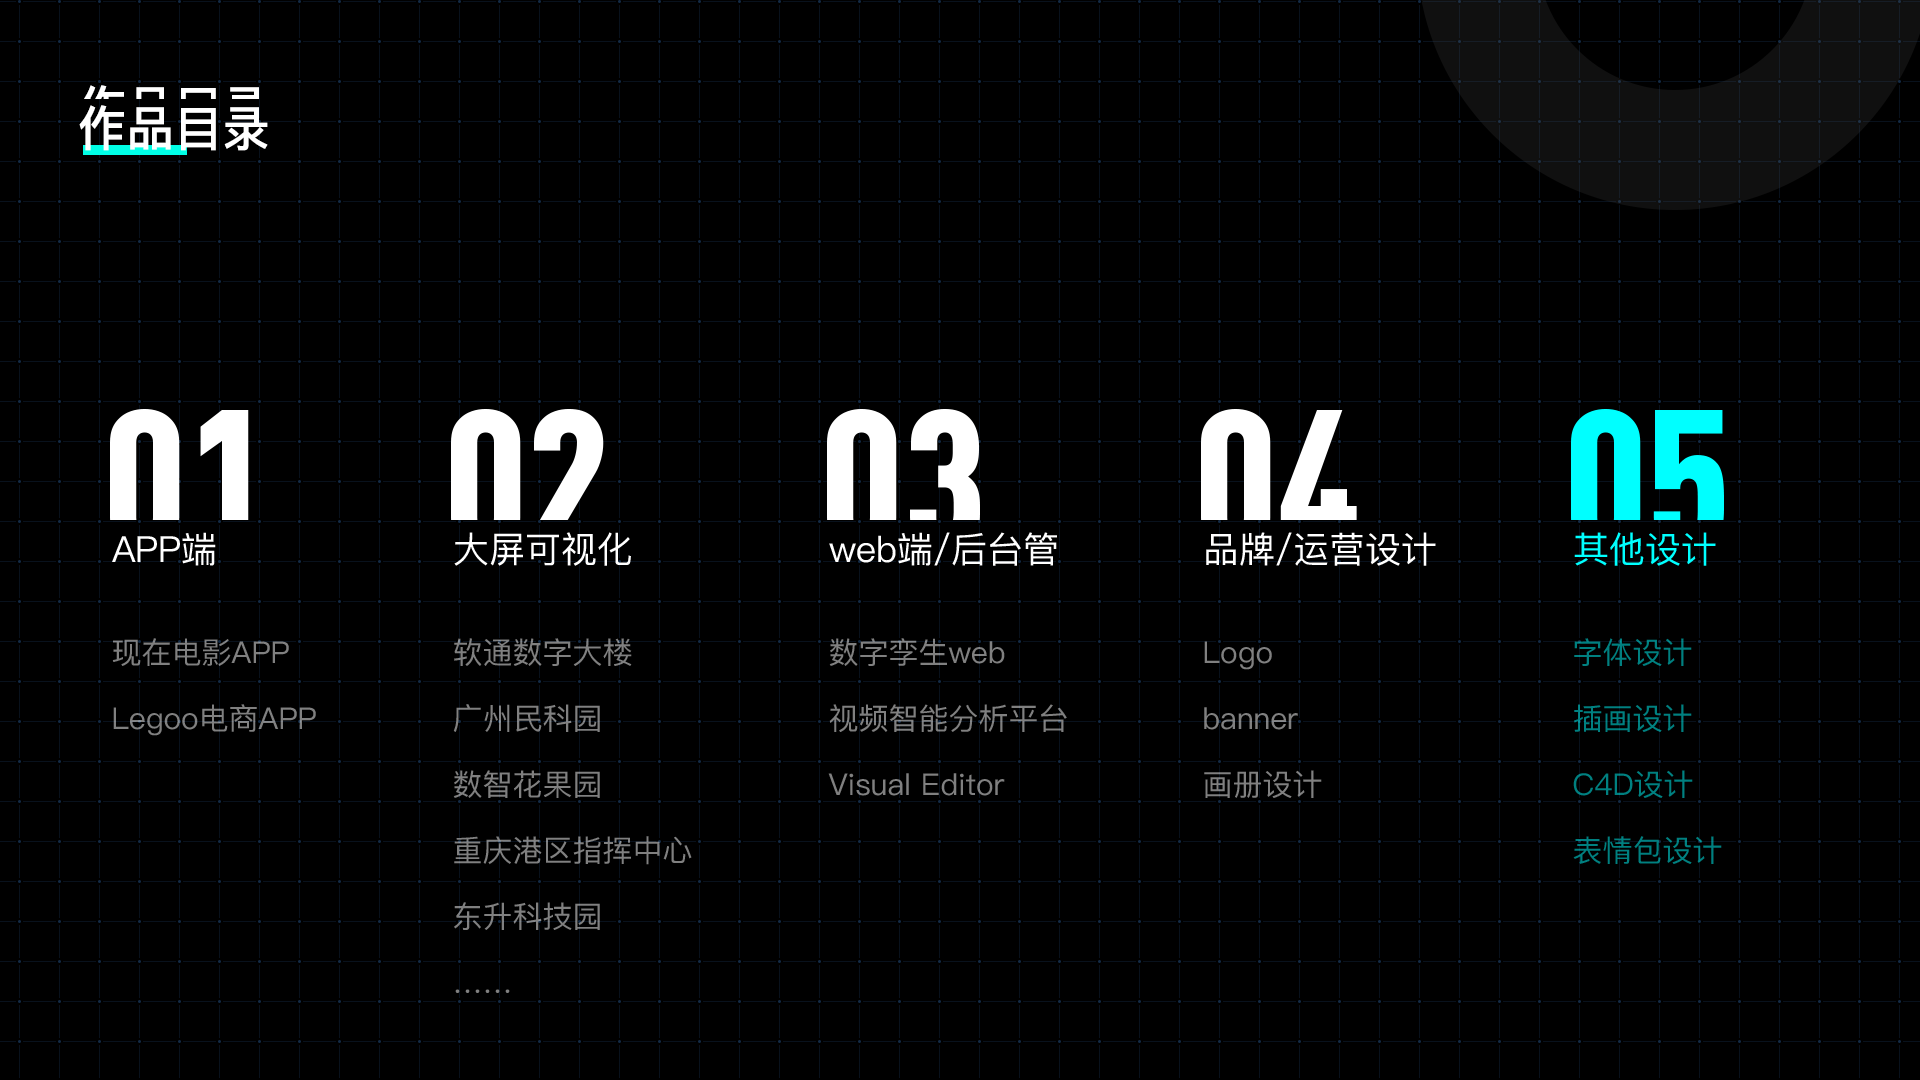 作品目录
01
APP端
现在电影APP
Legoo电商APP
02
大屏可视化
软通数字大楼
广州民科园
数智花果园
重庆港区指挥中心
东升科技园
……
03
web端/后台管
数字孪生web
视频智能分析平台
Visual Editor
04
品牌/运营设计
Logo
banner
画册设计
05
其他设计
字体设计
插画设计
C4D设计
表情包设计